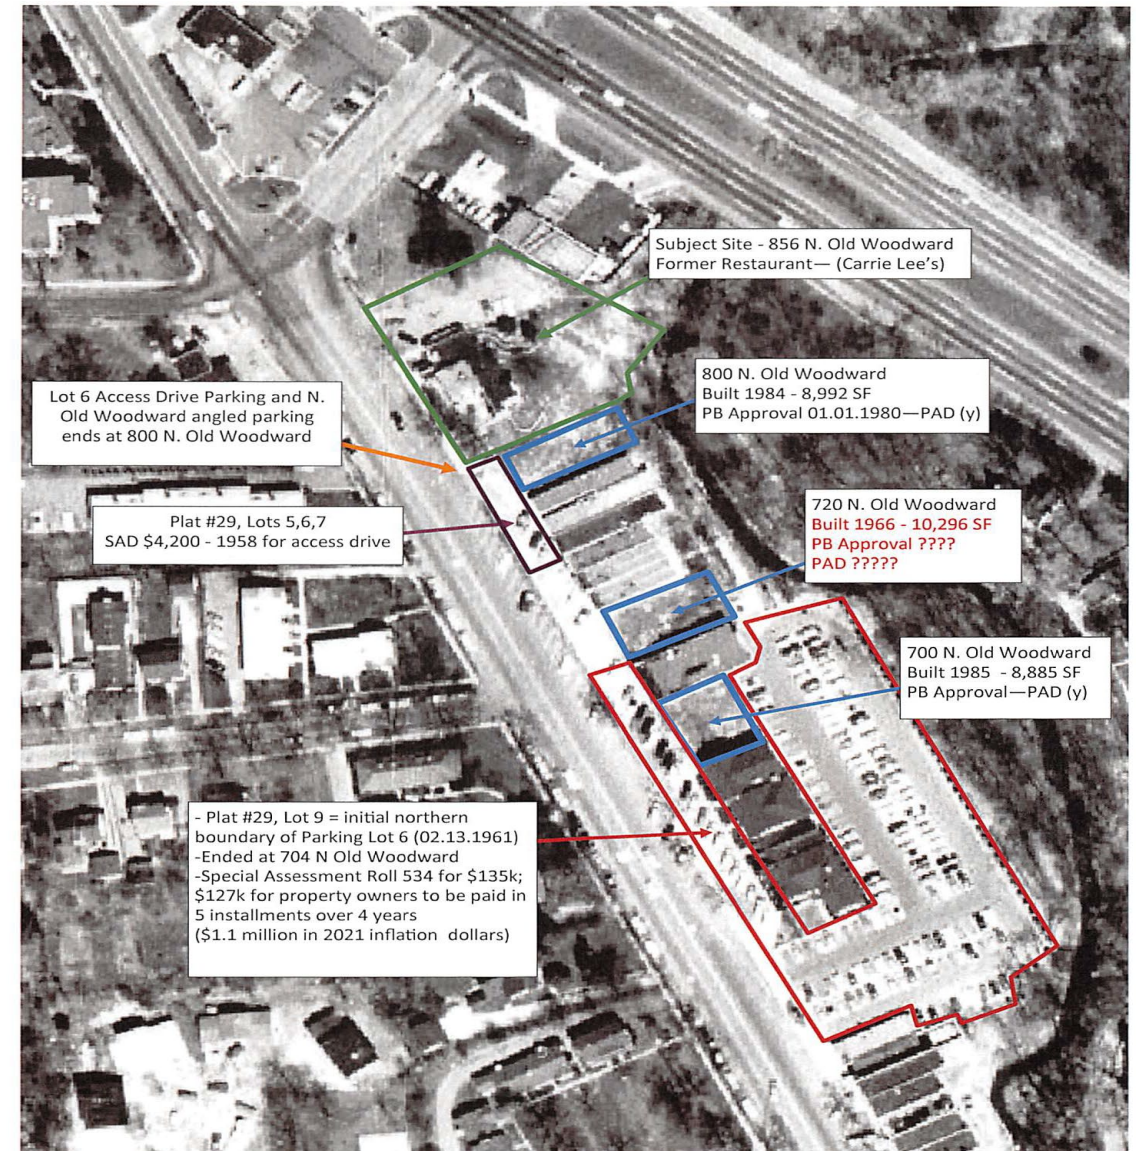 Subject Site - 856 N. Old Woodward
Former Restaurant— (Carrie Lee's)
800 N. Old Woodward
Built 1984 - 8,992 SF
PB Approval 01.01.1980—PAD (y)
Lot 6 Access Drive Parking and N.
Old Woodward angled parking
ends at 800 N. Old Woodward
Plat #29, Lots 5,6,7
SAD $4,200 - 1958 for access drive
720 N. Old Woodward
Built 1966 - 10,296 SF
PB Approval ????
PAD ?????
700 N. Old Woodward
Built 1985 - 8,885 SF
PB Approval—PAD (y)
- Plat #29, Lot 9 = initial northern
boundary of Parking Lot 6 (02.13.1961)
-Ended at 704 N Old Woodward
-Special Assessment Roll 534 for $135k;
$127k for property owners to be paid in
5 installments over 4 years
($1.1 million in 2021 inflation dollars)